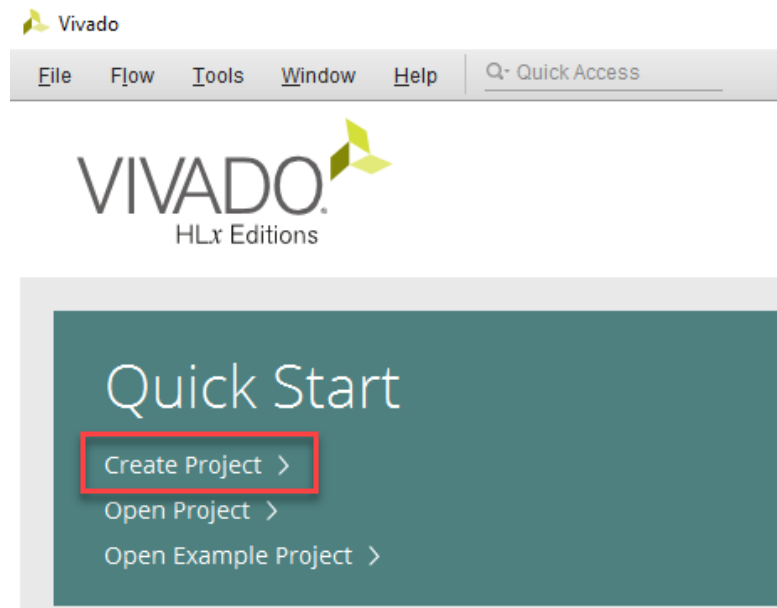 Vivado
File Flow Tools Window Help Quick Access
VIVADO.
HLx Editions
Quick Start
Create Project >
Open Project >
Open Example Project >